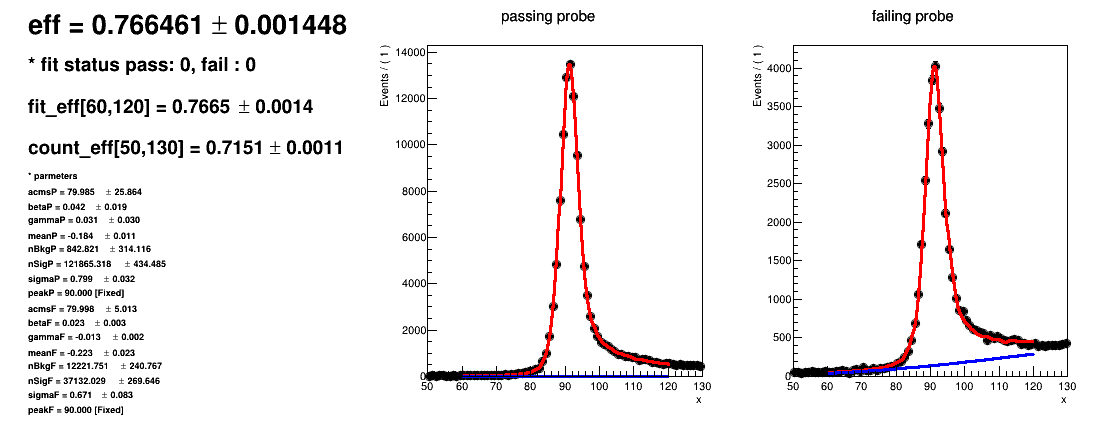 eff = 0.766461 ± 0.001448
* fit status pass: 0, fail : 0
fit_eff[60,120] = 0.7665 ± 0.0014
count_eff[50,130] = 0.7151 ± 0.0011
* parmeters
acmsP = 79.985 ± 25.864
betaP = 0.042 ± 0.019
gammaP = 0.031 ± 0.030
meanP = -0.184 ± 0.011
nBkgP = 842.821 ± 314.116
nSigP = 121865.318 ± 434.485
sigmaP = 0.799 ± 0.032
peakP = 90.000 [Fixed]
acmsF = 79.998 ± 5.013
betaF = 0.023 ± 0.003
gammaF = -0.013 ± 0.002
meanF = -0.223 ± 0.023
nBkgF = 12221.751 ± 240.767
nSigF = 37132.029 ± 269.646
sigmaF = 0.671 ± 0.083
peakF = 90.000 [Fixed]
passing probe
Events / ( 1 )
14000
12000
10000
8000
6000
4000
2000
0
50 60 70 80 90 100 110 120 130
x
failing probe
Events / ( 1 )
4000
3500
3000
2500
2000
1500
1000
500
0
50 60 70 80 90 100 110 120 130
x